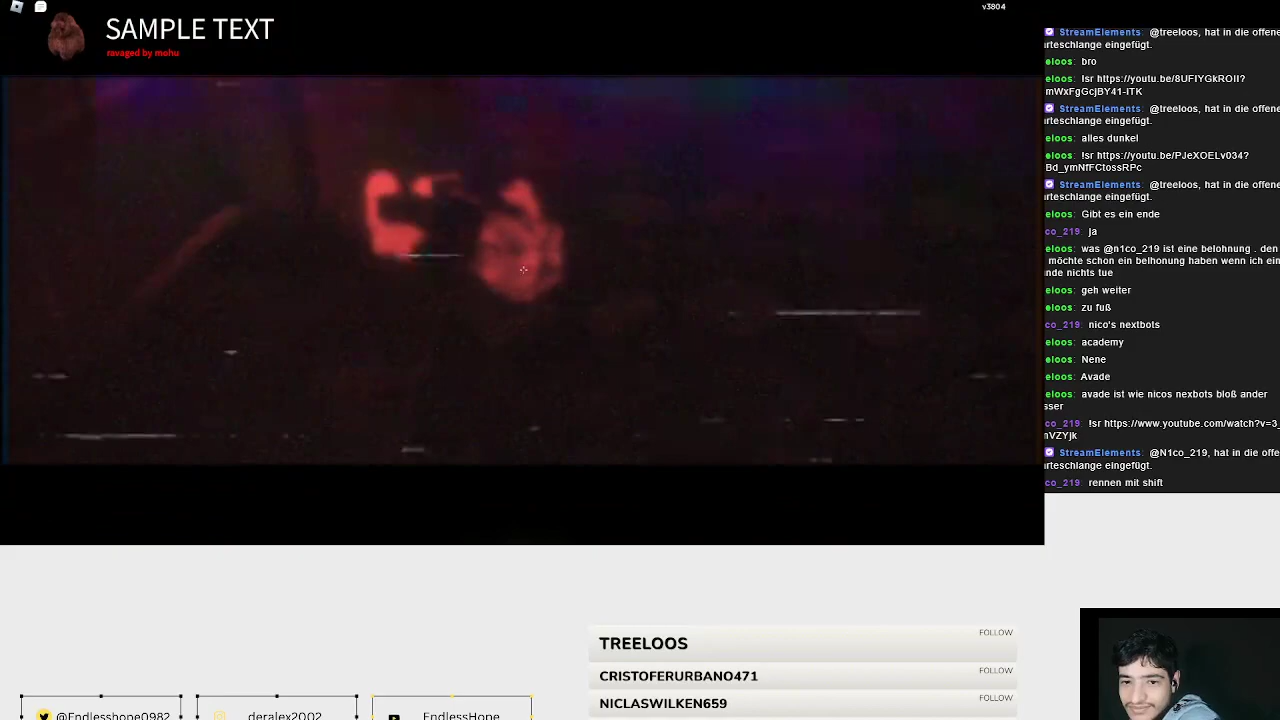 v3804
SAMPLE TEXT
ravaged by mohu
StreamElements: @treeloos, hat in die offene
arteschlange eingefügt.
eloos: bro
eloos: !sr https://youtu.be/8UFIYGkROII?
StreamElements: @treeloos, hat in die offene
arteschlange eingefügt.
eloos: alles dunkel
eloos: !sr https://youtu.be/PJeXOELv034?
StreamElements: @treeloos, hat in die offene
arteschlange eingefügt.
eloos: Gibt es ein ende
co_219: Ja
eloos: was @n1co_219 ist eine belohnung . den
möchte schon ein belhonung haben wenn ich ein
nde nichts tue
eloos: geh weiter
eloos: zu fuß
co_219: nico's nextbots
eloos: academy
eloos: Nene
eloos: Avade
eloos: avade ist wie nicos nexbots bloß ander
sser
co_219: !sr https://www.youtube.com/watch?v=3_
mVZYjk
StreamElements: @N1co_219, hat in die offe
arteschlange eingefügt.
co_219: rennen mit shift
TREELOOS FOLLOW
CRISTOFERURBANO471 FOLLOW
NICLASWILKEN659 FOLLOW
@Endlesshope0982 deralex2002 EndlessHope